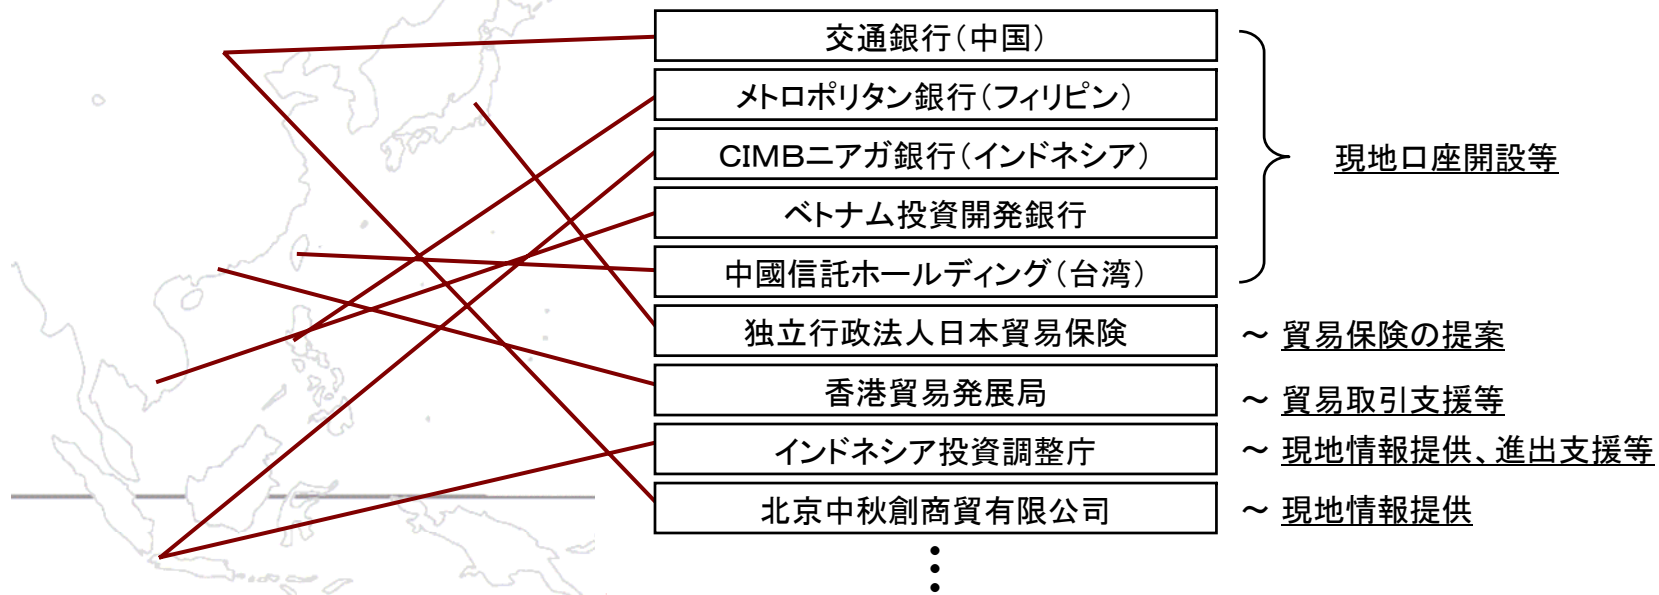 交通銀行(中国)
メトロポリタン銀行(フィリピン)
CIMBニアガ銀行(インドネシア)
ベトナム投資開発銀行
中國信託ホールディング(台湾)
現地口座開設等
独立行政法人日本貿易保険 ～ 貿易保険の提案
香港貿易発展局 ～ 貿易取引支援等
インドネシア投資調整庁 ～ 現地情報提供、進出支援等
北京中秋創商貿有限公司 ～ 現地情報提供